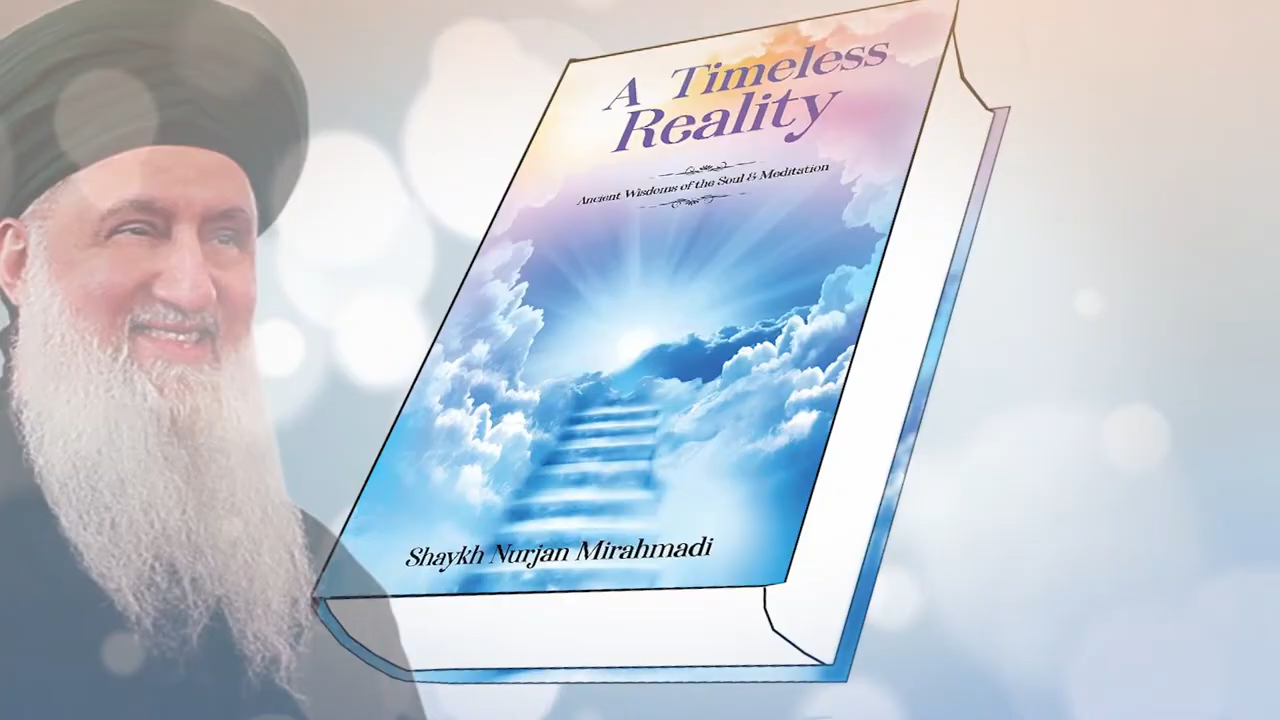 A Timeless
Reality
Ancient Wisdoms of the Soul & Meditation
Shaykh Nurjan Mirahmadi